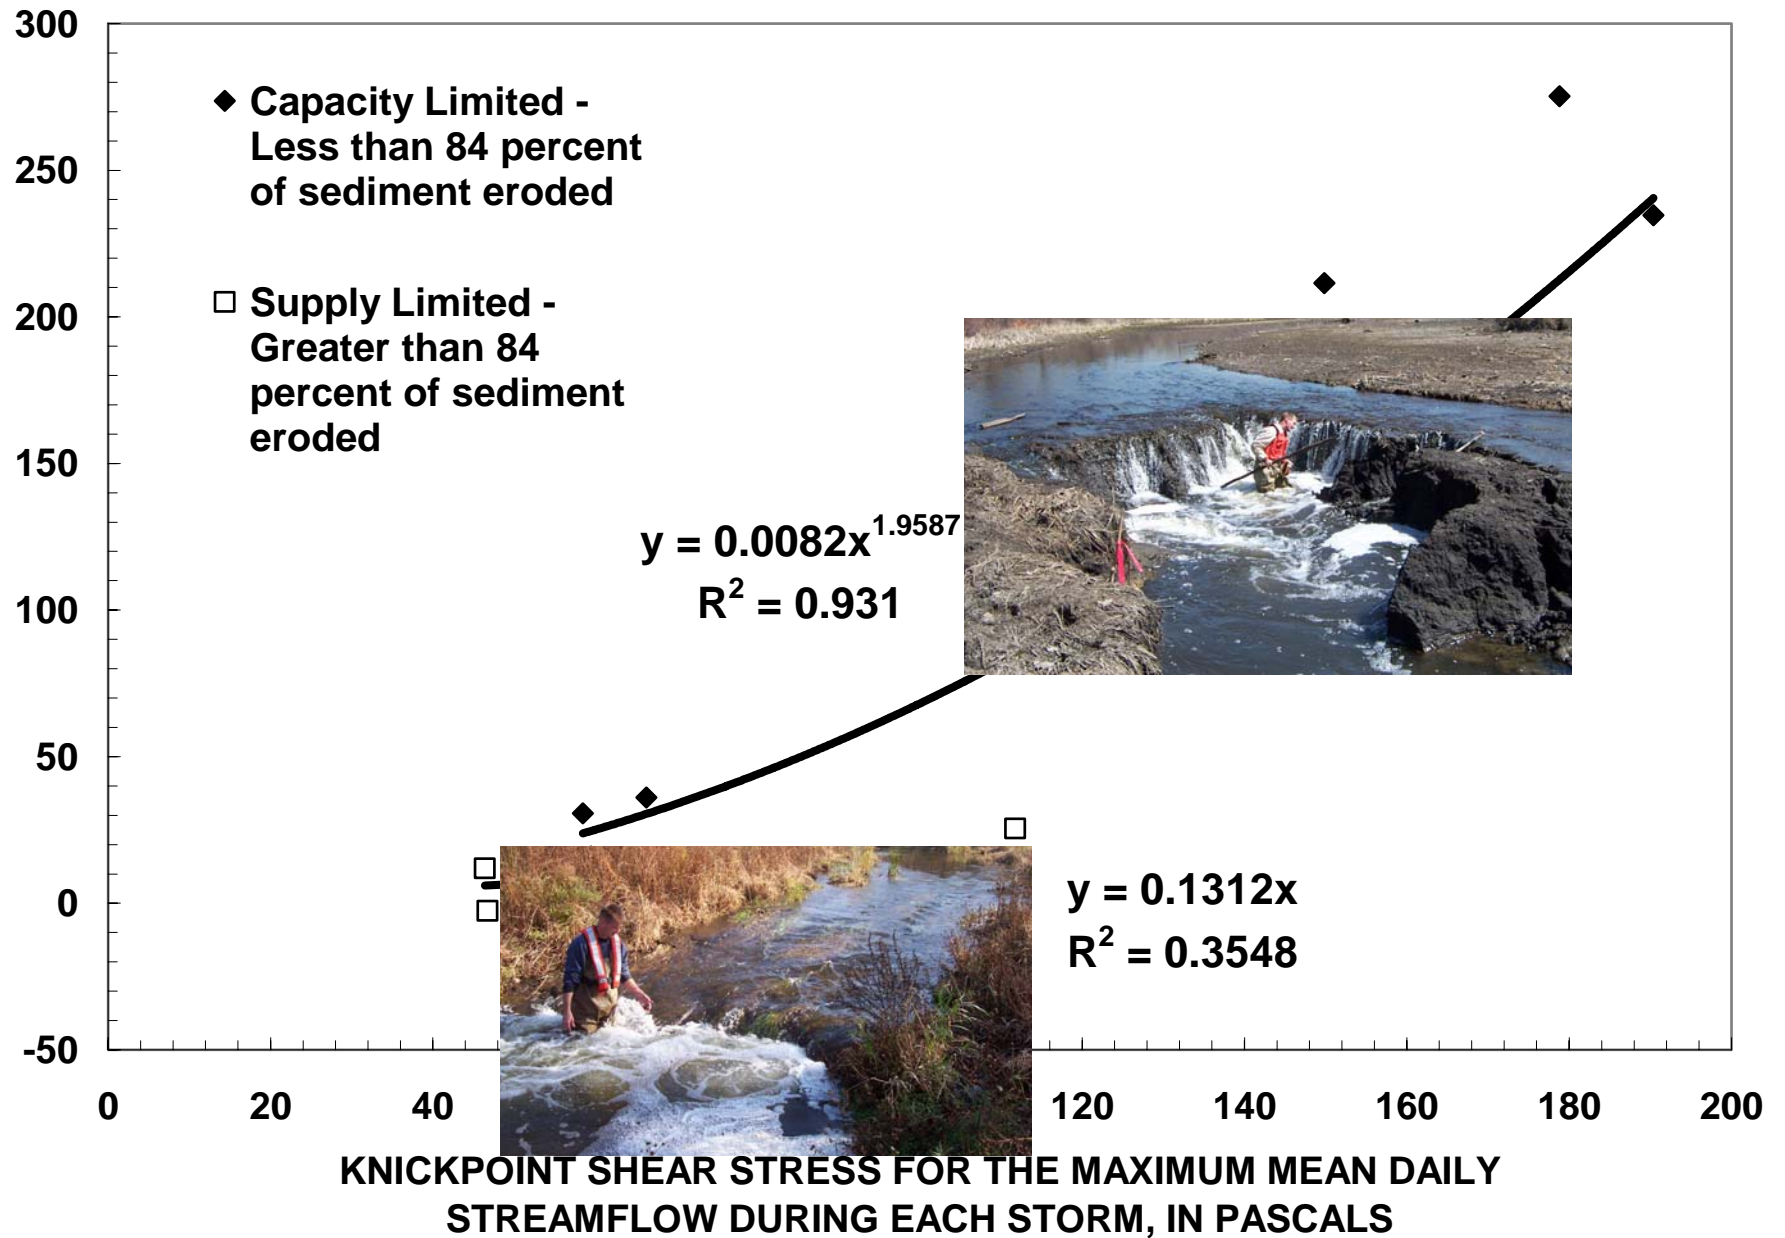 300
250
200
150
100
50
0
-50
Capacity Limited -
Less than 84 percent
of sediment eroded
Supply Limited -
Greater than 84
percent of sediment
eroded
y = 0.0082x^1.9587
R² = 0.931
y = 0.1312x
R² = 0.3548
0 20 40 120 140 160 180 200
KNICKPOINT SHEAR STRESS FOR THE MAXIMUM MEAN DAILY
STREAMFLOW DURING EACH STORM, IN PASCALS